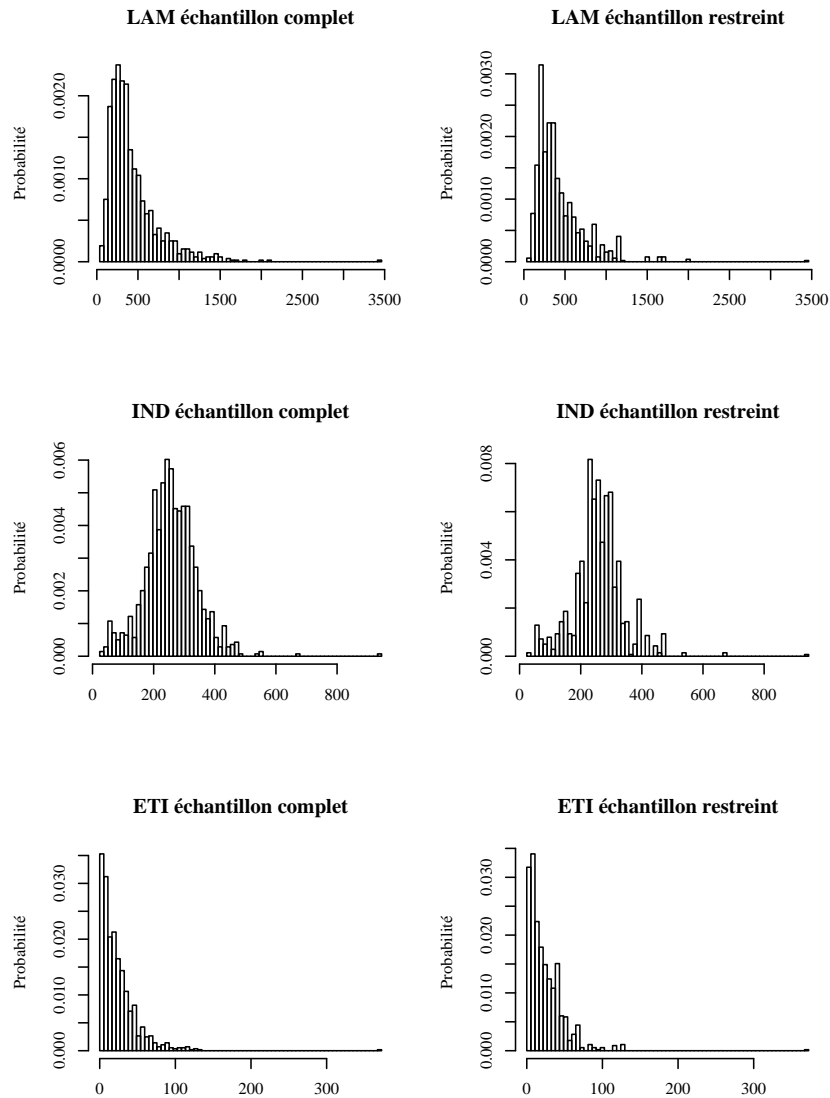 LAM échantillon complet
Probabilité
0.0000 0.0010 0.0020
0 500 1500 2500 3500
LAM échantillon restreint
Probabilité
0.0000 0.0010 0.0020 0.0030
0 500 1500 2500 3500
IND échantillon complet
Probabilité
0.000 0.002 0.004 0.006
0 200 400 600 800
IND échantillon restreint
Probabilité
0.000 0.004 0.008
0 200 400 600 800
ETI échantillon complet
Probabilité
0.000 0.010 0.020 0.030
0 100 200 300
ETI échantillon restreint
Probabilité
0.000 0.010 0.020 0.030
0 100 200 300